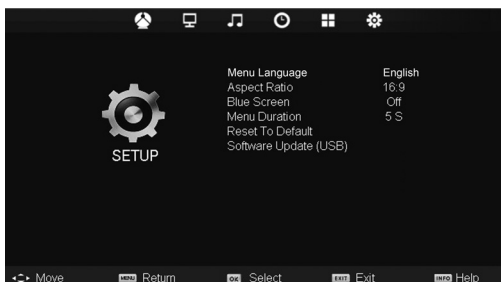 Menu Language English
Aspect Ratio 16:9
Blue Screen Off
Menu Duration 5 S
Reset To Default
Software Update (USB)
SETUP
Move MENU Return OK Select EXIT Exit INFO Help